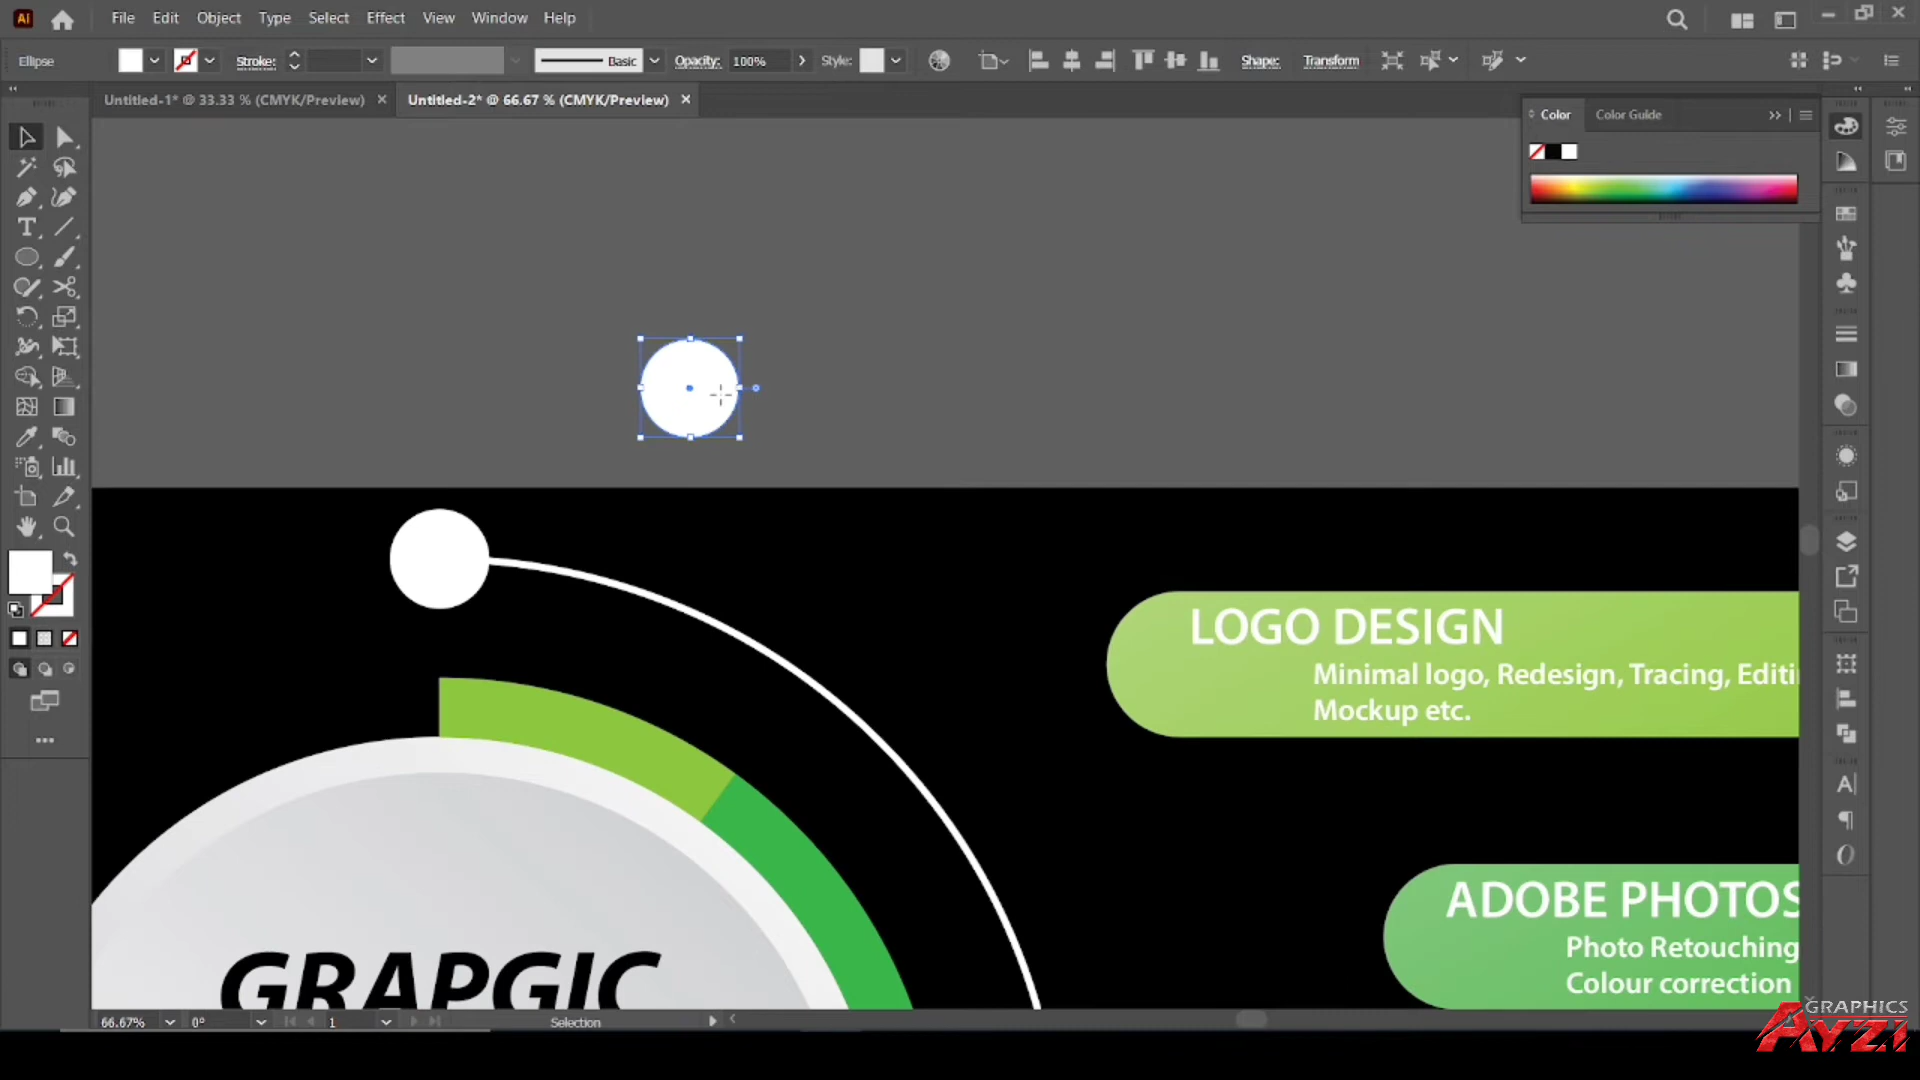 Ai File Edit Object Type Select Effect View Window Help
Ellipse Stroke: Basic Opacity: 100% Style: Shape: Transform
Untitled-1* @ 33.33 % (CMYK/Preview) × Untitled-2* @ 66.67 % (CMYK/Preview) ×
Color Color Guide
LOGO DESIGN
Minimal logo, Redesign, Tracing, Editi
Mockup etc.
ADOBE PHOTOS
Photo Retouching
Colour correction
GRAPGIC
66.67% 0° 1 Selection
GRAPHICS
AYZI